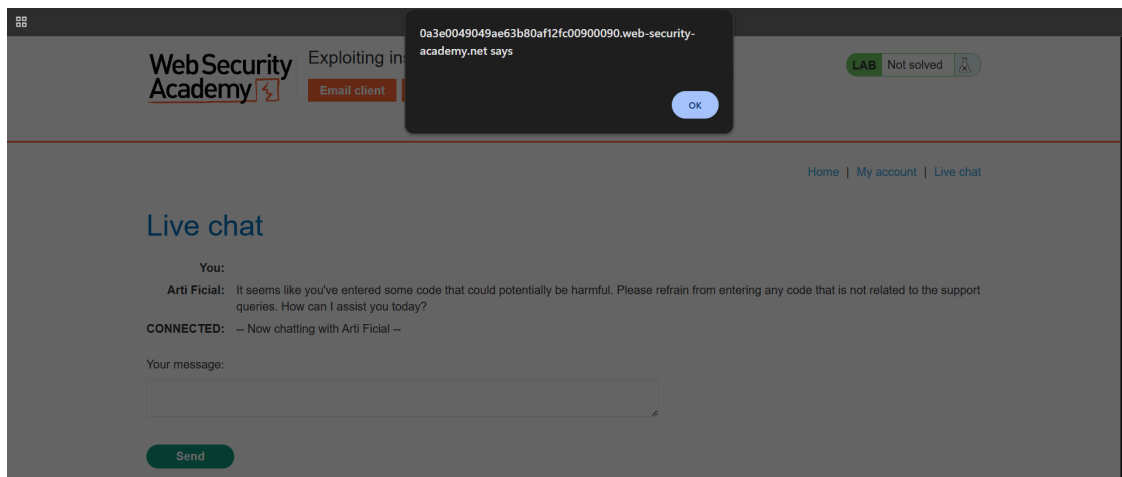 0a3e0049049ae63b80af12fc00900090.web-security-
academy.net says
OK
Web Security
Academy
Exploiting in
Email client
LAB Not solved
Home | My account | Live chat
Live chat
You:
Arti Ficial: It seems like you've entered some code that could potentially be harmful. Please refrain from entering any code that is not related to the support
queries. How can I assist you today?
CONNECTED: -- Now chatting with Arti Ficial --
Your message:
Send